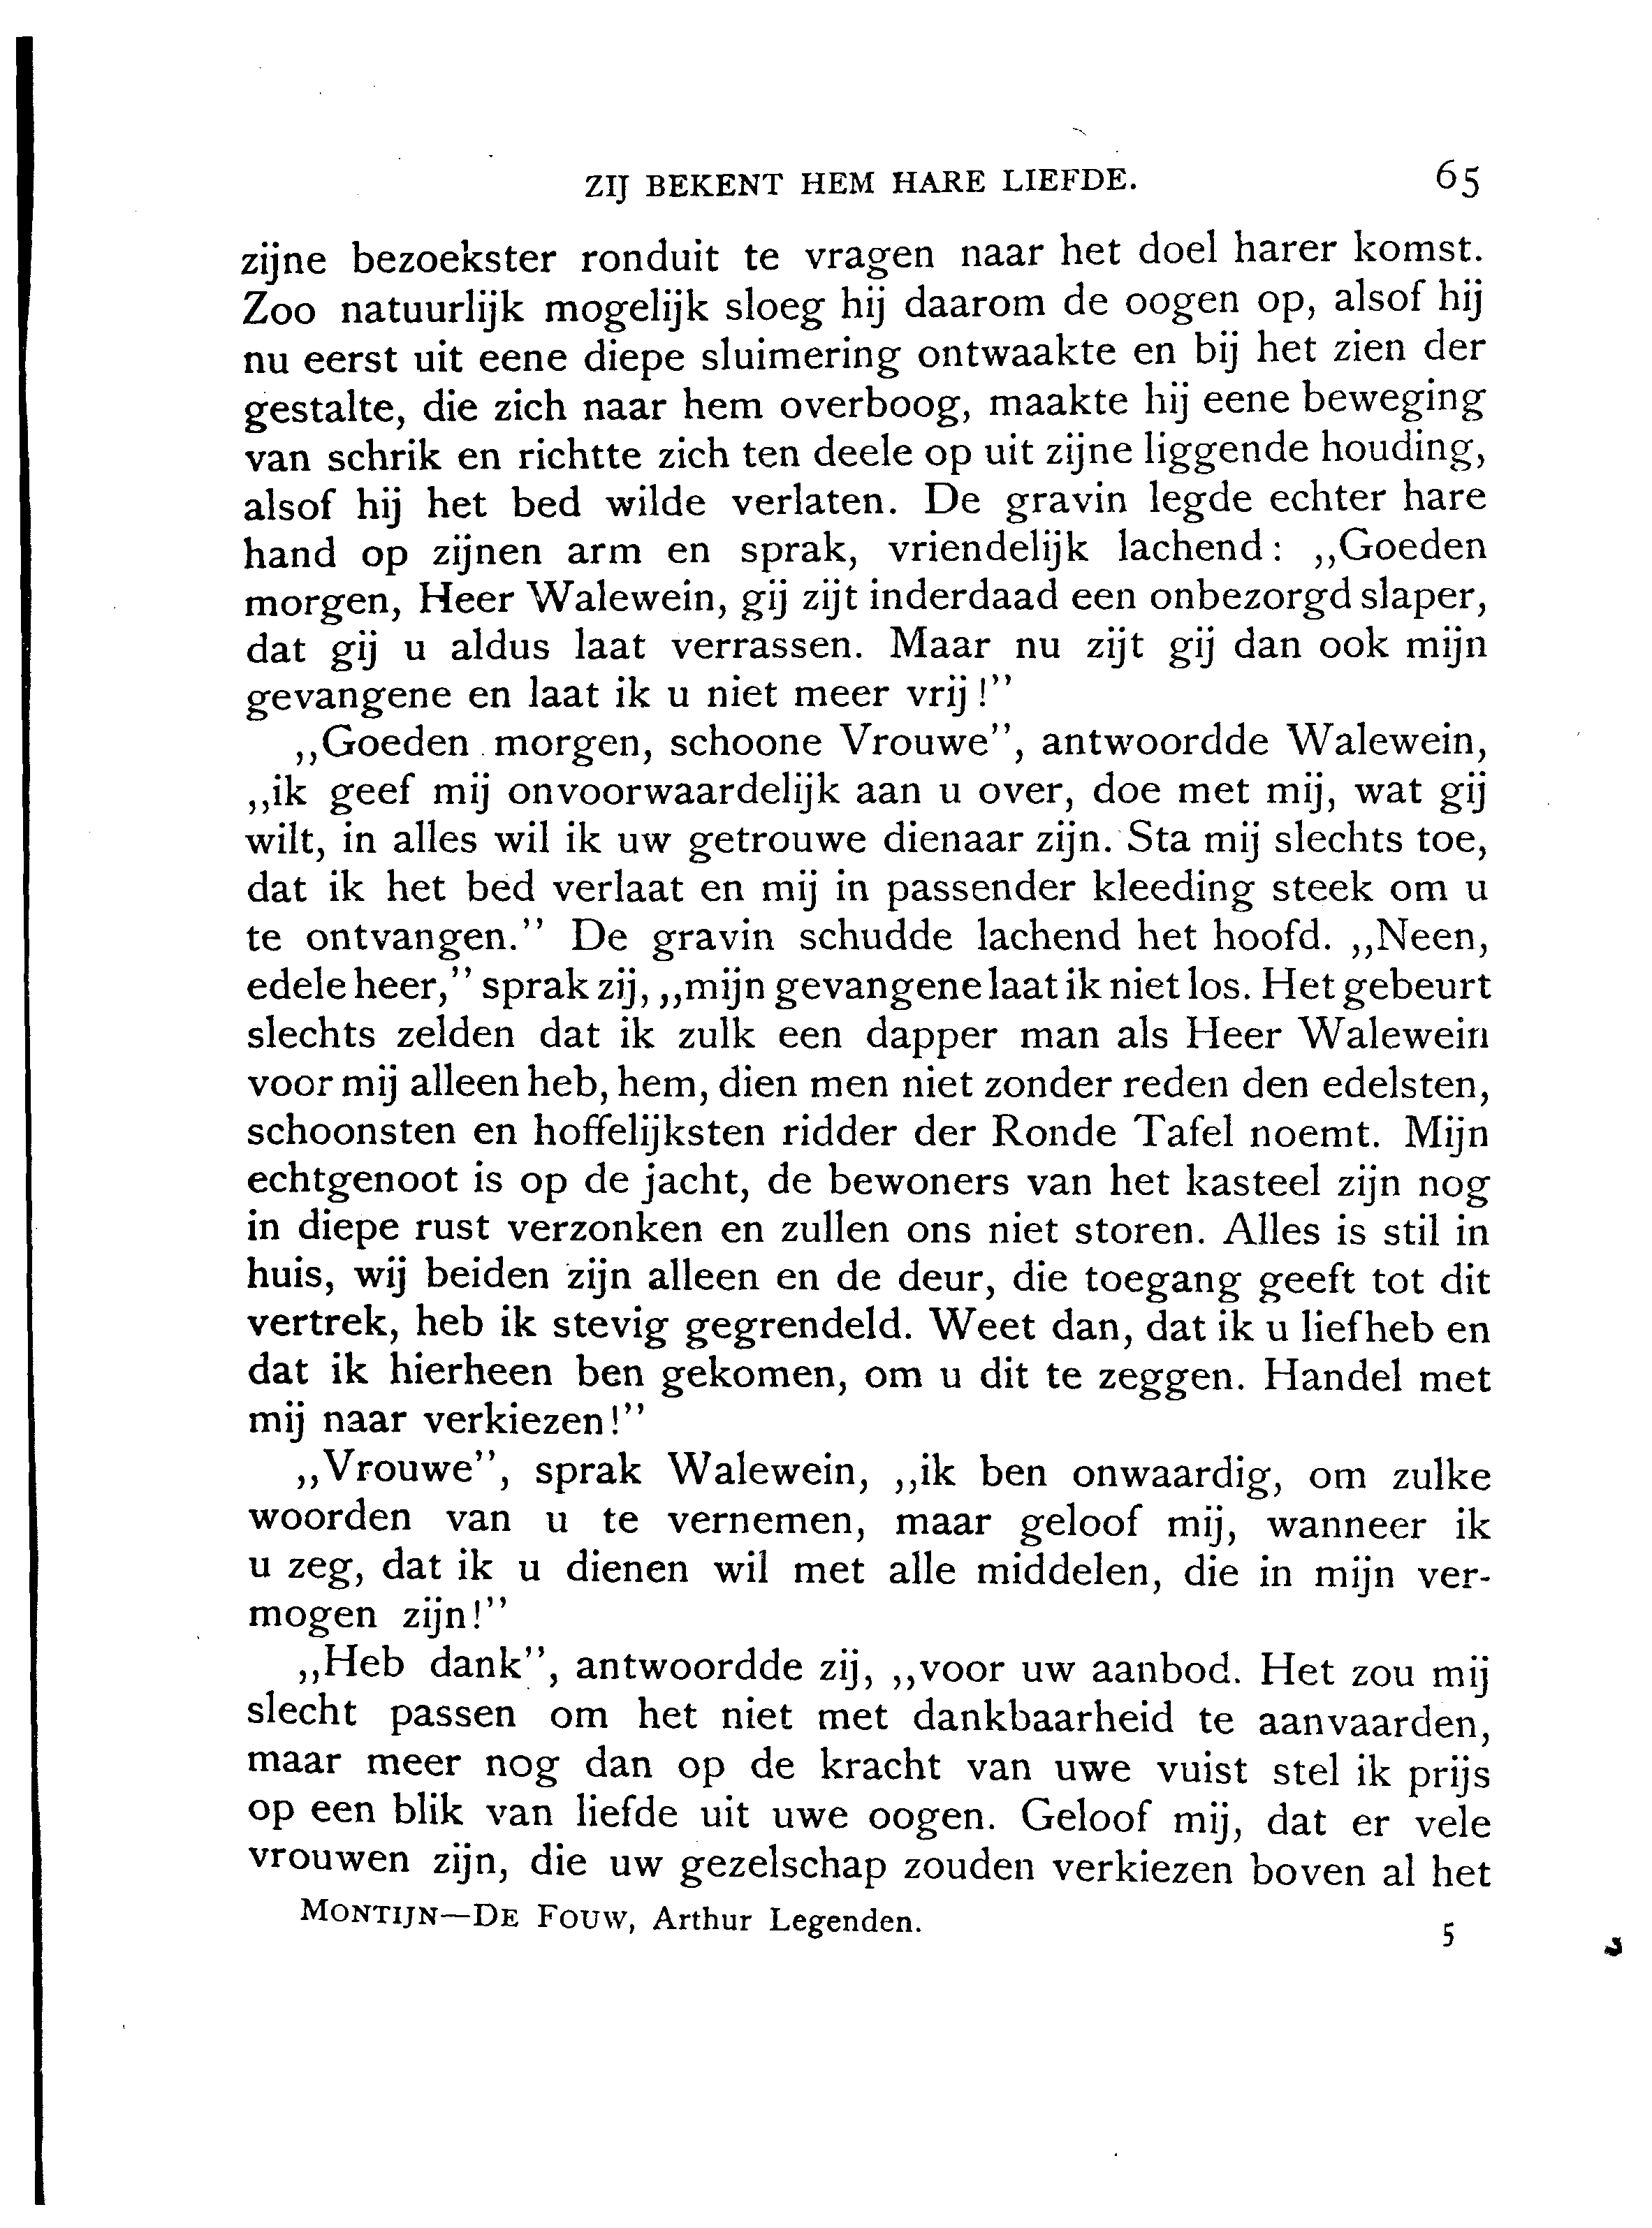 ZIJ BEKENT HEM HARE LIEFDE. 65
zijne bezoekster ronduit te vragen naar het doel harer komst.
Zoo natuurlijk mogelijk sloeg hij daarom de oogen op, alsof hij
nu eerst uit eene diepe sluimering ontwaakte en bij het zien der
gestalte, die zich naar hem overboog, maakte hij eene beweging
van schrik en richtte zich ten deele op uit zijne liggende houding,
alsof hij het bed wilde verlaten. De gravin legde echter hare
hand op zijnen arm en sprak, vriendelijk lachend: ,,Goeden
morgen, Heer Walewein, gij zijt inderdaad een onbezorgd slaper,
dat gij u aldus laat verrassen. Maar nu zijt gij dan ook mijn
gevangene en laat ik u niet meer vrij!''
,,Goeden morgen, schoone Vrouwe'', antwoordde Walewein,
,,ik geef mij onvoorwaardelijk aan u over, doe met mij, wat gij
wilt, in alles wil ik uw getrouwe dienaar zijn. Sta mij slechts toe,
dat ik het bed verlaat en mij in passender kleeding steek om u
te ontvangen.'' De gravin schudde lachend het hoofd. ,,Neen,
edele heer,'' sprak zij, ,,mijn gevangene laat ik niet los. Het gebeurt
slechts zelden dat ik zulk een dapper man als Heer Walewein
voor mij alleen heb, hem, dien men niet zonder reden den edelsten,
schoonsten en hoffelijksten ridder der Ronde Tafel noemt. Mijn
echtgenoot is op de jacht, de bewoners van het kasteel zijn nog
in diepe rust verzonken en zullen ons niet storen. Alles is stil in
huis, wij beiden zijn alleen en de deur, die toegang geeft tot dit
vertrek, heb ik stevig gegrendeld. Weet dan, dat ik u liefheb en
dat ik hierheen ben gekomen, om u dit te zeggen. Handel met
mij naar verkiezen!''
,,Vrouwe'', sprak Walewein, ,,ik ben onwaardig, om zulke
woorden van u te vernemen, maar geloof mij, wanneer ik
u zeg, dat ik u dienen wil met alle middelen, die in mijn ver-
mogen zijn!''
,,Heb dank'', antwoordde zij, ,,voor uw aanbod. Het zou mij
slecht passen om het niet met dankbaarheid te aanvaarden,
maar meer nog dan op de kracht van uwe vuist stel ik prijs
op een blik van liefde uit uwe oogen. Geloof mij, dat er vele
vrouwen zijn, die uw gezelschap zouden verkiezen boven al het
MONTIJN—DE FOUW, Arthur Legenden. 5